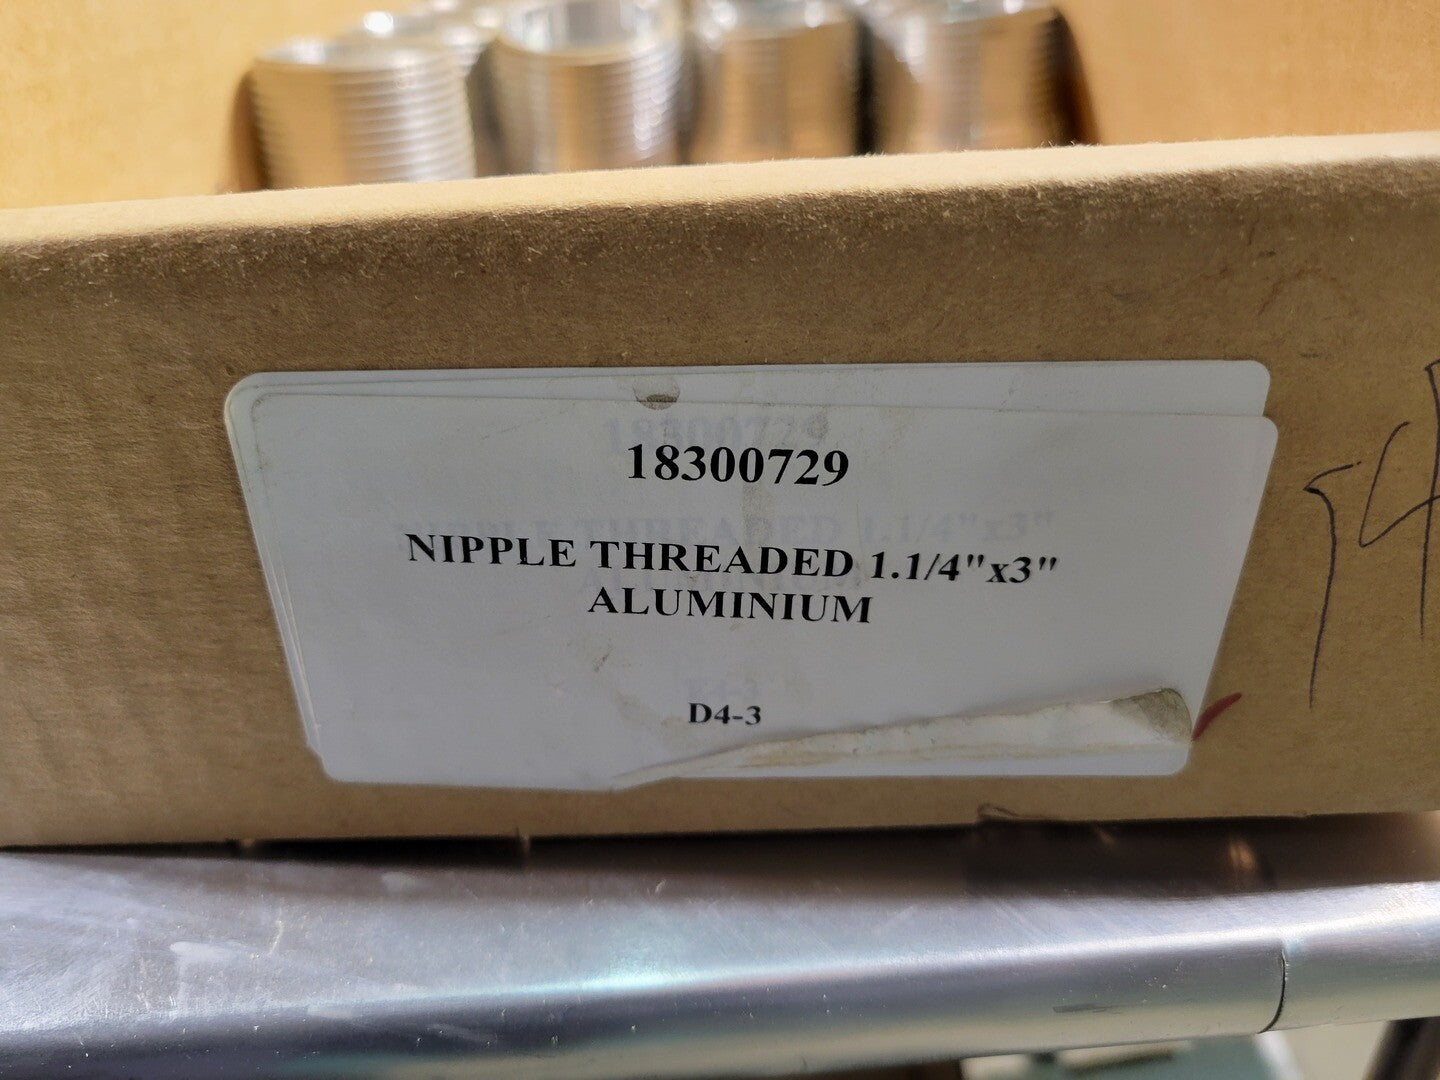 18300729
NIPPLE THREADED 1.1/4"x3"
ALUMINIUM
D4-3